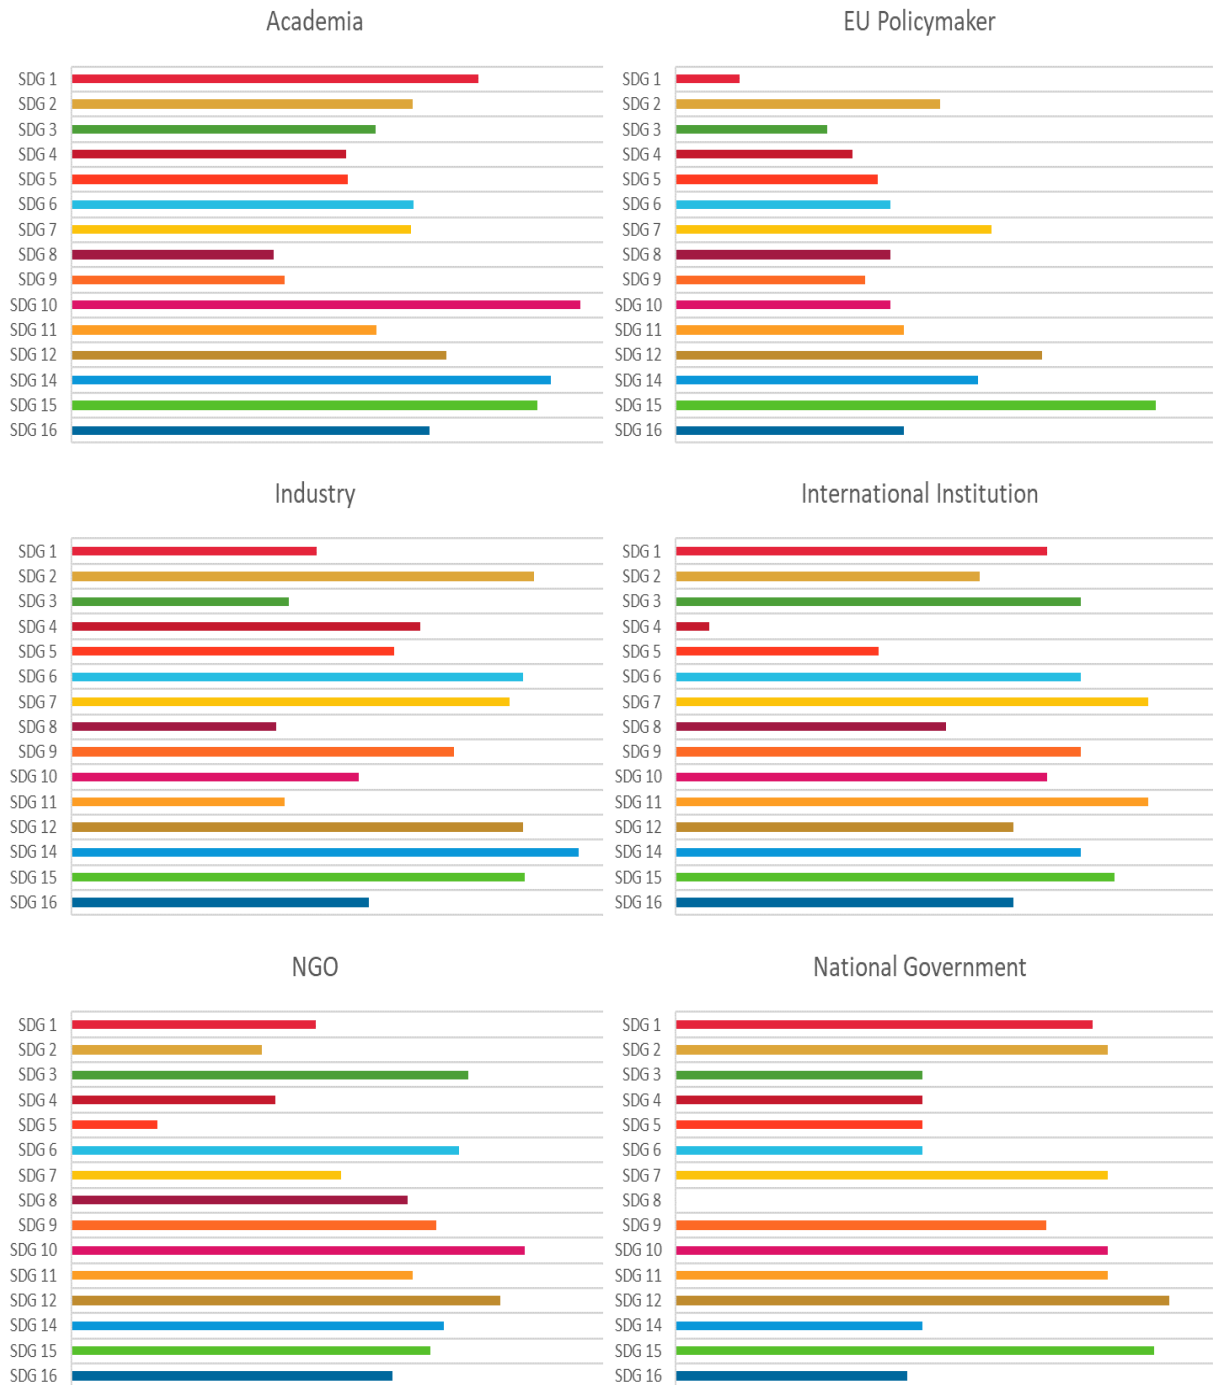 Academia
SDG 1
SDG 2
SDG 3
SDG 4
SDG 5
SDG 6
SDG 7
SDG 8
SDG 9
SDG 10
SDG 11
SDG 12
SDG 14
SDG 15
SDG 16
EU Policymaker
SDG 1
SDG 2
SDG 3
SDG 4
SDG 5
SDG 6
SDG 7
SDG 8
SDG 9
SDG 10
SDG 11
SDG 12
SDG 14
SDG 15
SDG 16
Industry
SDG 1
SDG 2
SDG 3
SDG 4
SDG 5
SDG 6
SDG 7
SDG 8
SDG 9
SDG 10
SDG 11
SDG 12
SDG 14
SDG 15
SDG 16
International Institution
SDG 1
SDG 2
SDG 3
SDG 4
SDG 5
SDG 6
SDG 7
SDG 8
SDG 9
SDG 10
SDG 11
SDG 12
SDG 14
SDG 15
SDG 16
NGO
SDG 1
SDG 2
SDG 3
SDG 4
SDG 5
SDG 6
SDG 7
SDG 8
SDG 9
SDG 10
SDG 11
SDG 12
SDG 14
SDG 15
SDG 16
National Government
SDG 1
SDG 2
SDG 3
SDG 4
SDG 5
SDG 6
SDG 7
SDG 8
SDG 9
SDG 10
SDG 11
SDG 12
SDG 14
SDG 15
SDG 16